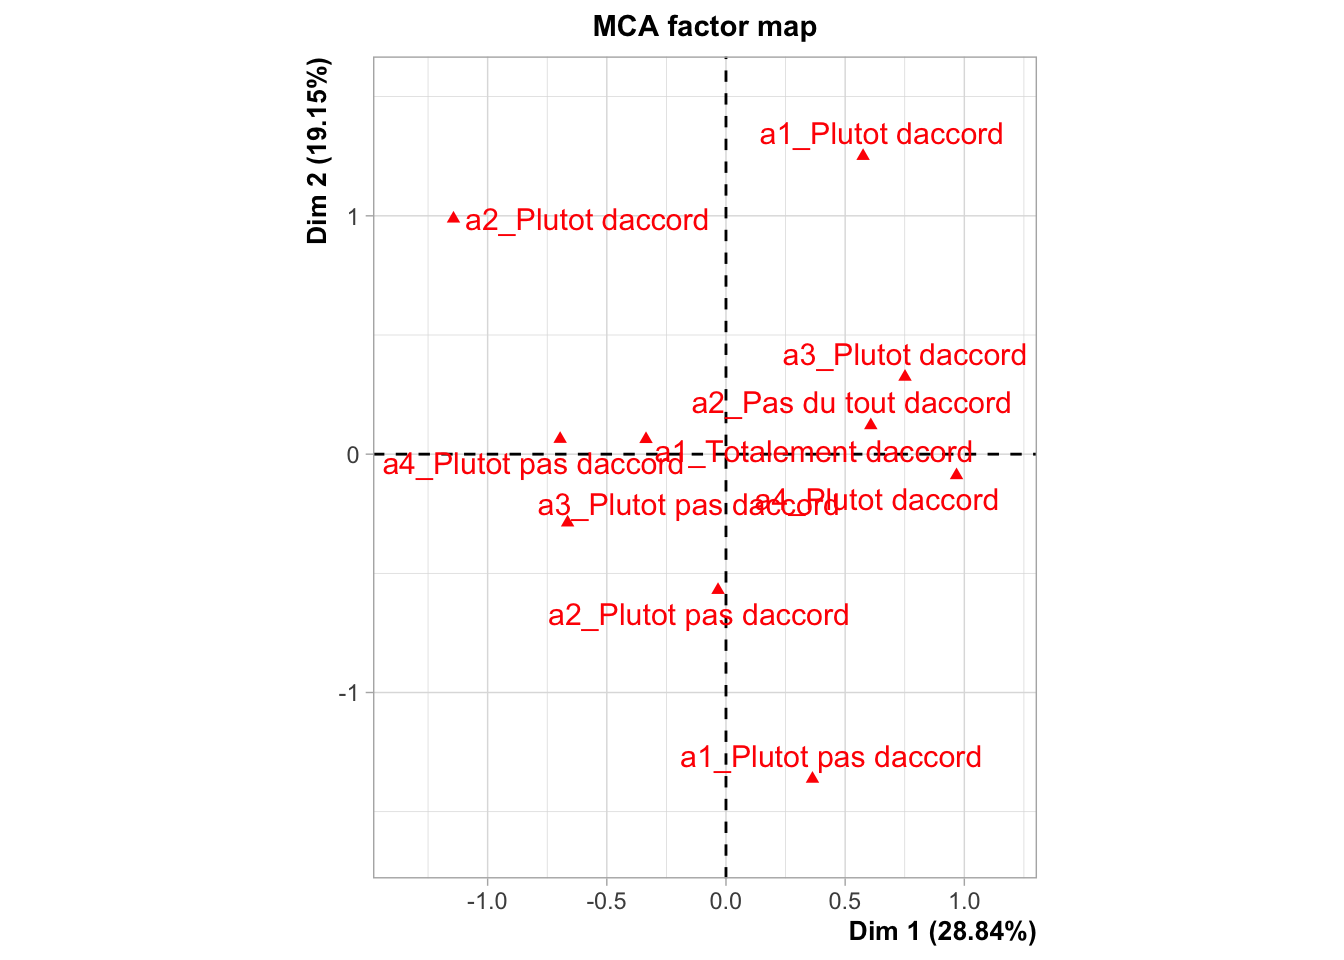 MCA factor map
Dim 2 (19.15%)
a1_Plutot daccord
1
a2_Plutot daccord
a3_Plutot daccord
a2_Pas du tout daccord
0
a1_Totalement daccord
a4_Plutot pas daccord
a4_Plutot daccord
a3_Plutot pas daccord
a2_Plutot pas daccord
-1
a1_Plutot pas daccord
-1.0 -0.5 0.0 0.5 1.0
Dim 1 (28.84%)